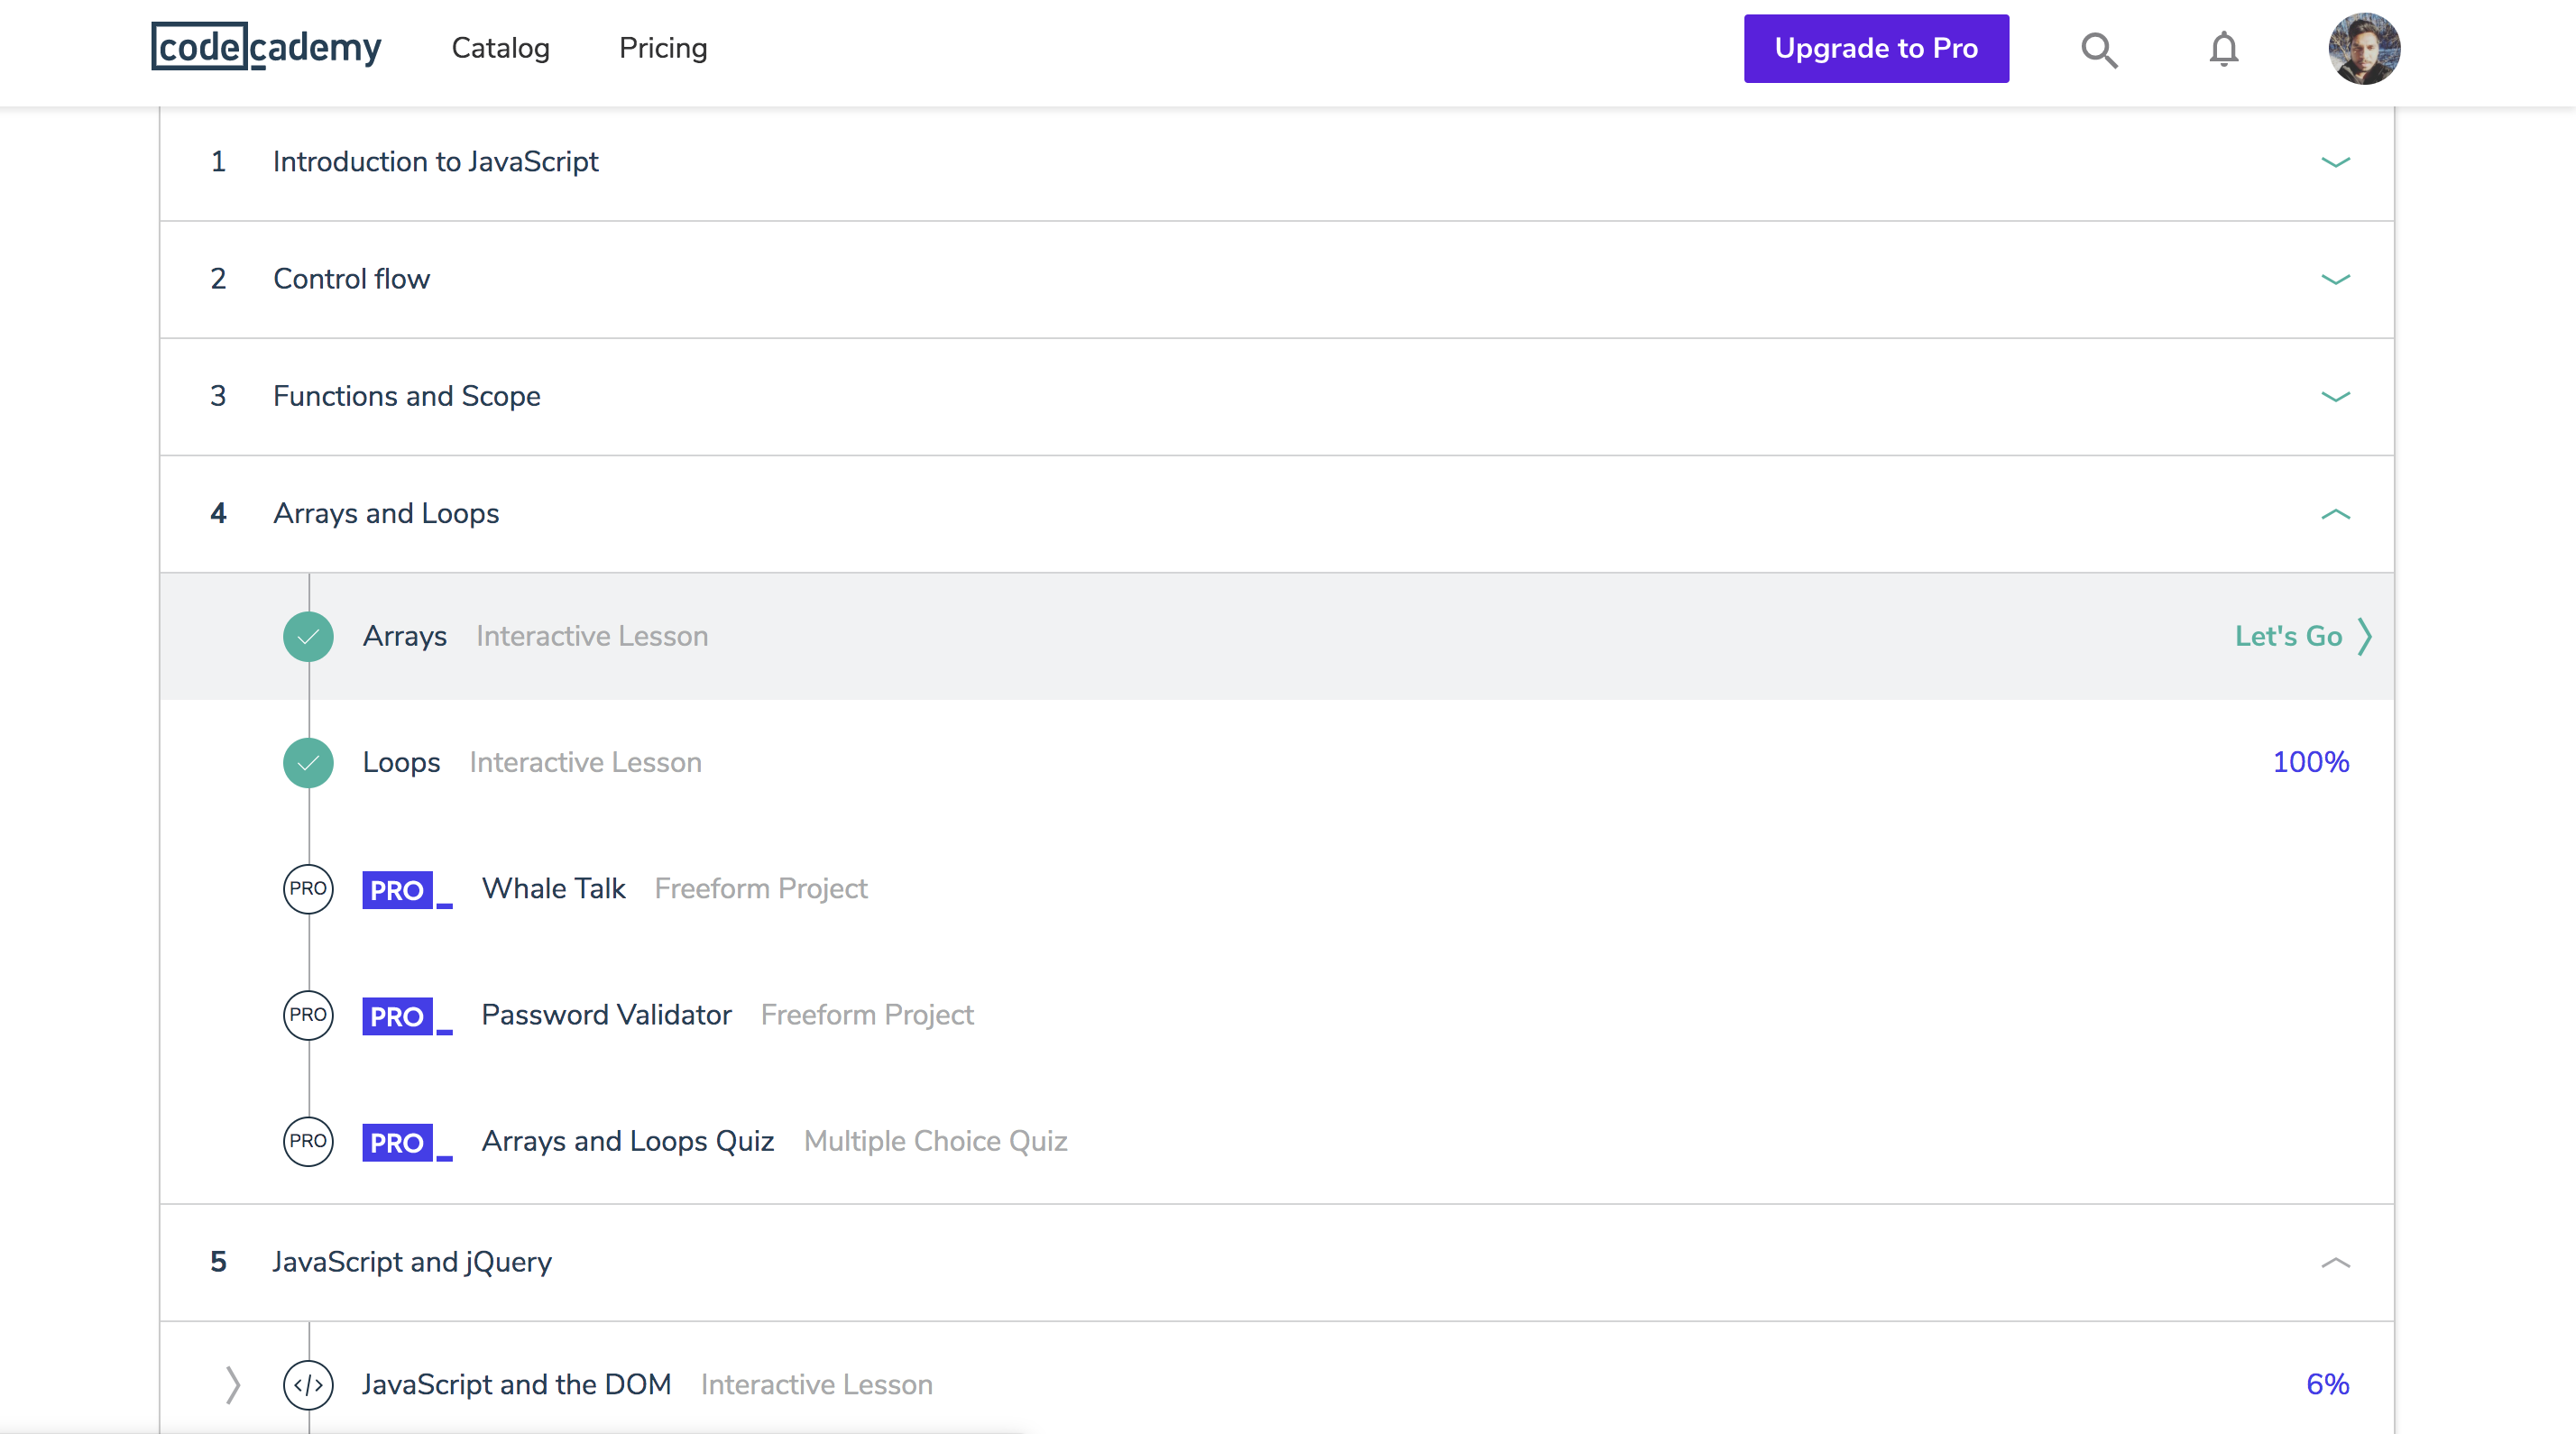 codecademy Catalog Pricing Upgrade to Pro
1 Introduction to JavaScript
2 Control flow
3 Functions and Scope
4 Arrays and Loops
Arrays Interactive Lesson Let's Go
Loops Interactive Lesson 100%
PRO PRO_ Whale Talk Freeform Project
PRO PRO_ Password Validator Freeform Project
PRO PRO_ Arrays and Loops Quiz Multiple Choice Quiz
5 JavaScript and jQuery
</> JavaScript and the DOM Interactive Lesson 6%